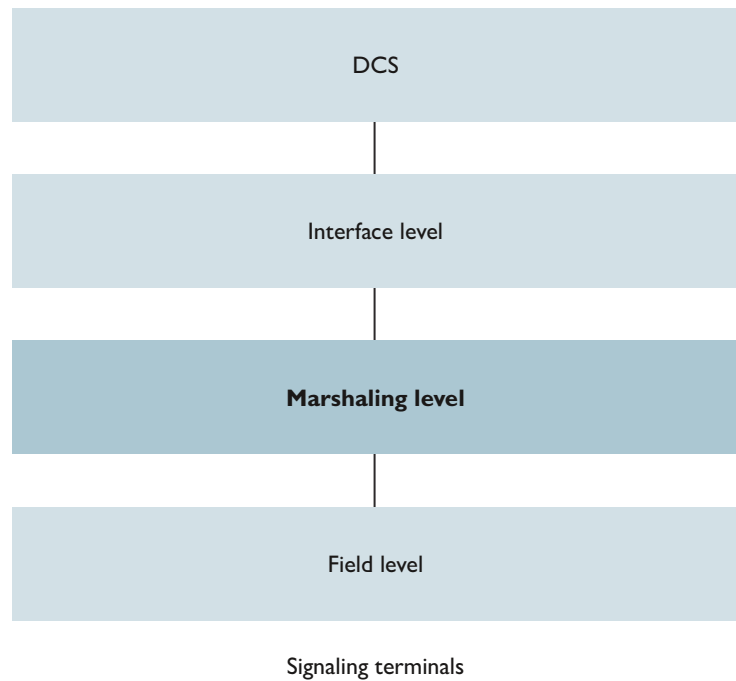 DCS
Interface level
Marshaling level
Field level
Signaling terminals